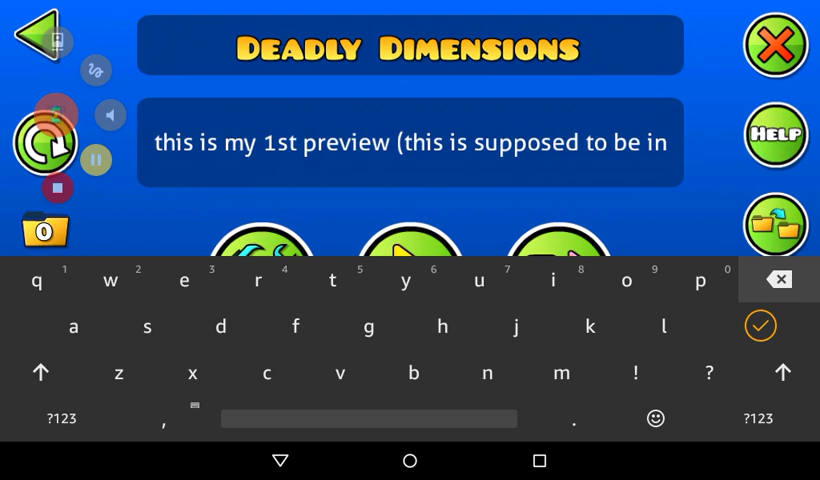 Deadly Dimensions
this is my 1st preview (this is supposed to be in
Help
0
q 1 w 2 e 3 r 4 t 5 y 6 u 7 i 8 o 9 p 0
a s d f g h j k l
z x c v b n m ! ?
?123 , . ?123